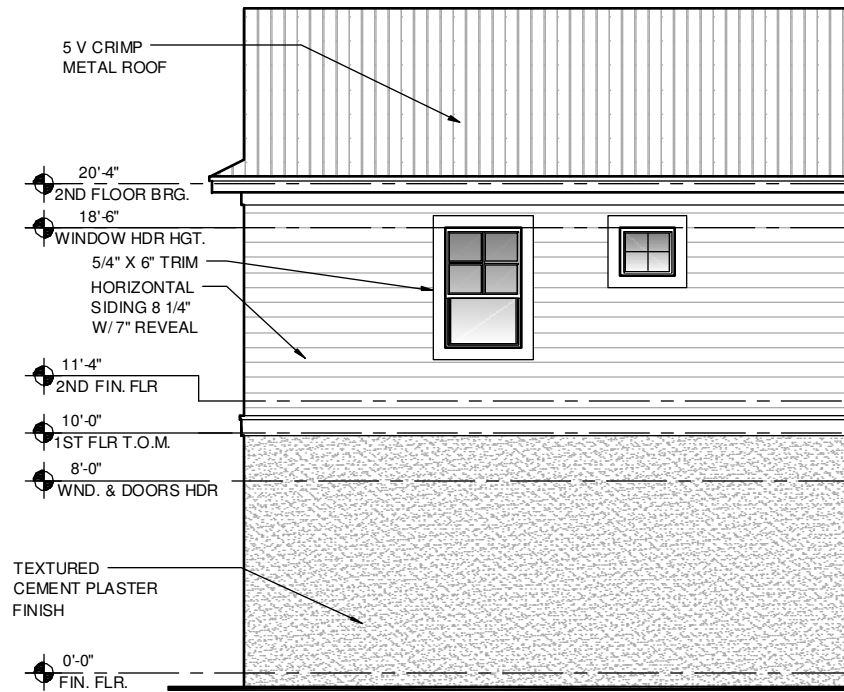 5 V CRIMP
METAL ROOF
20'-4"
2ND FLOOR BRG.
18'-6"
WINDOW HDR HGT.
5/4" X 6" TRIM
HORIZONTAL
SIDING 8 1/4"
W/ 7" REVEAL
11'-4"
2ND FIN. FLR
10'-0"
1ST FLR T.O.M.
8'-0"
WND. & DOORS HDR
TEXTURED
CEMENT PLASTER
FINISH
0'-0"
FIN. FLR.